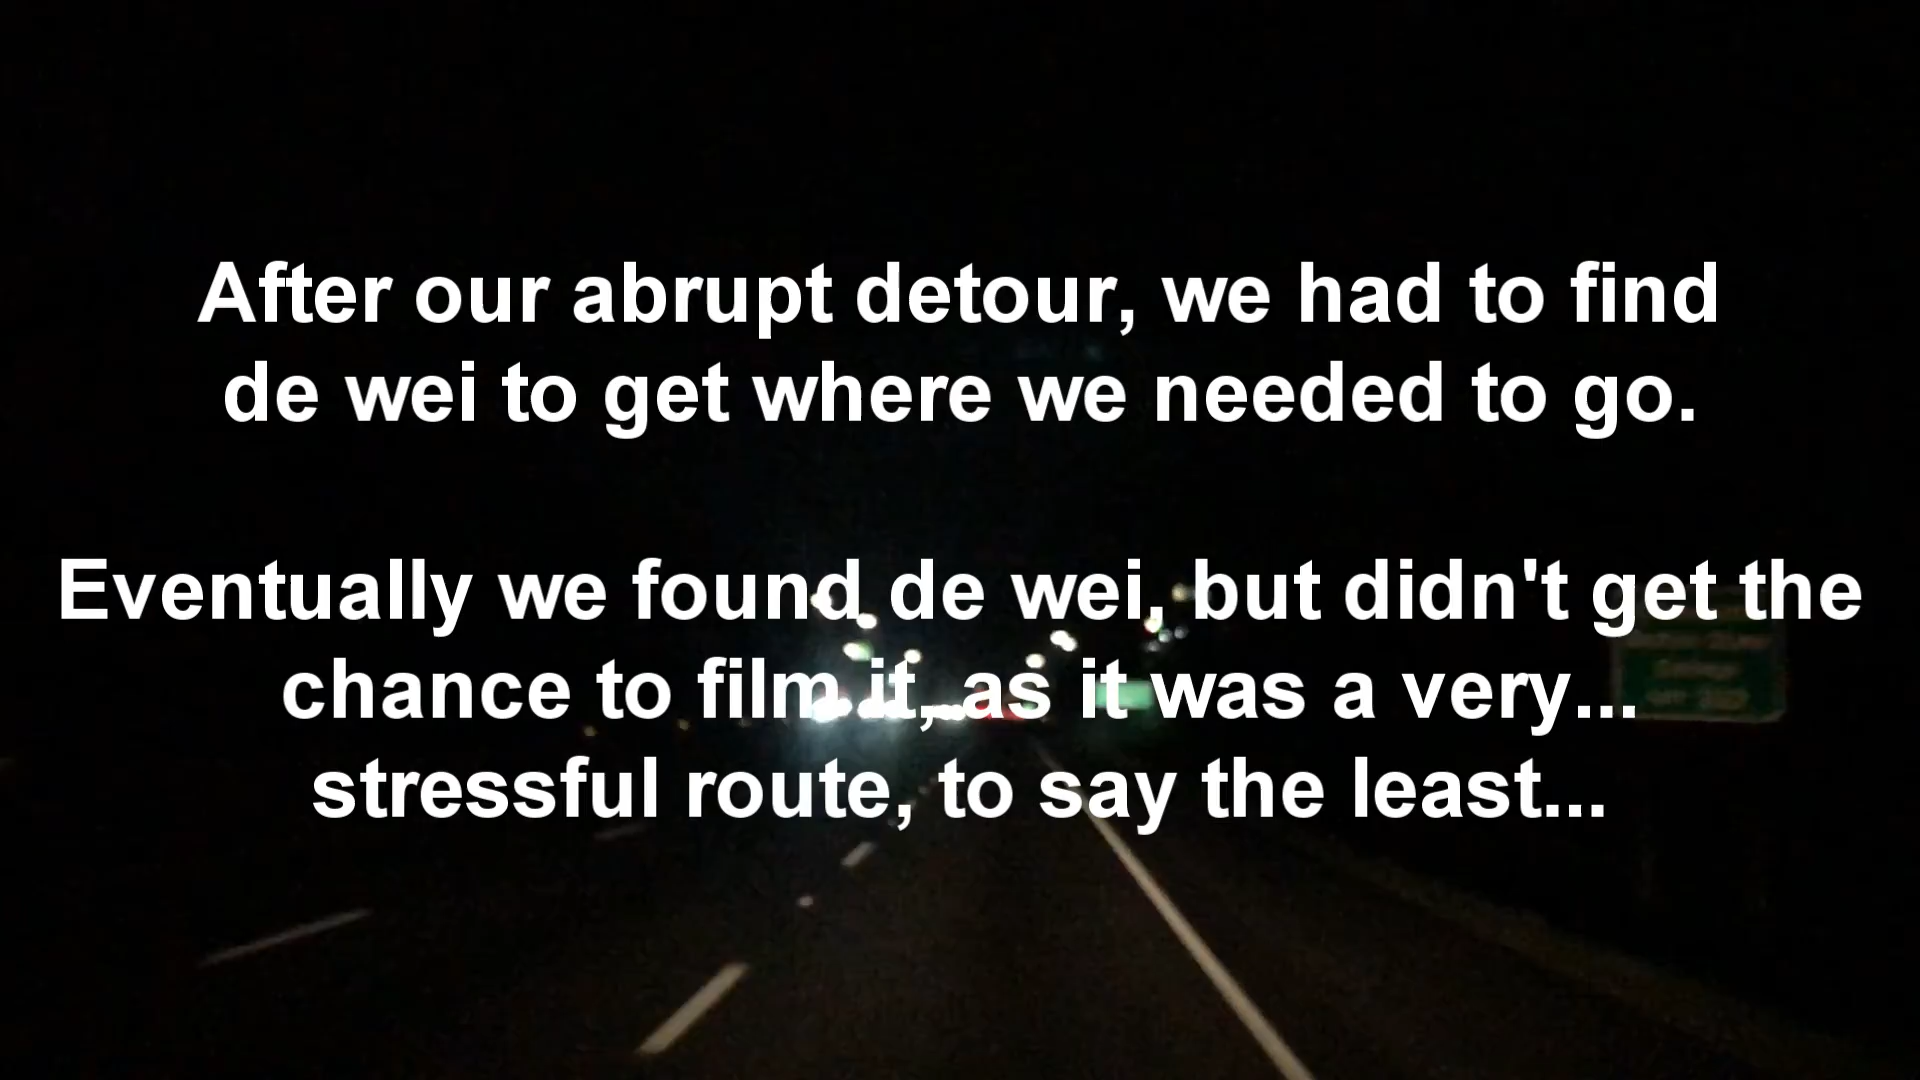 After our abrupt detour, we had to find
de wei to get where we needed to go.
Eventually we found de wei, but didn't get the
chance to film it, as it was a very...
stressful route, to say the least...